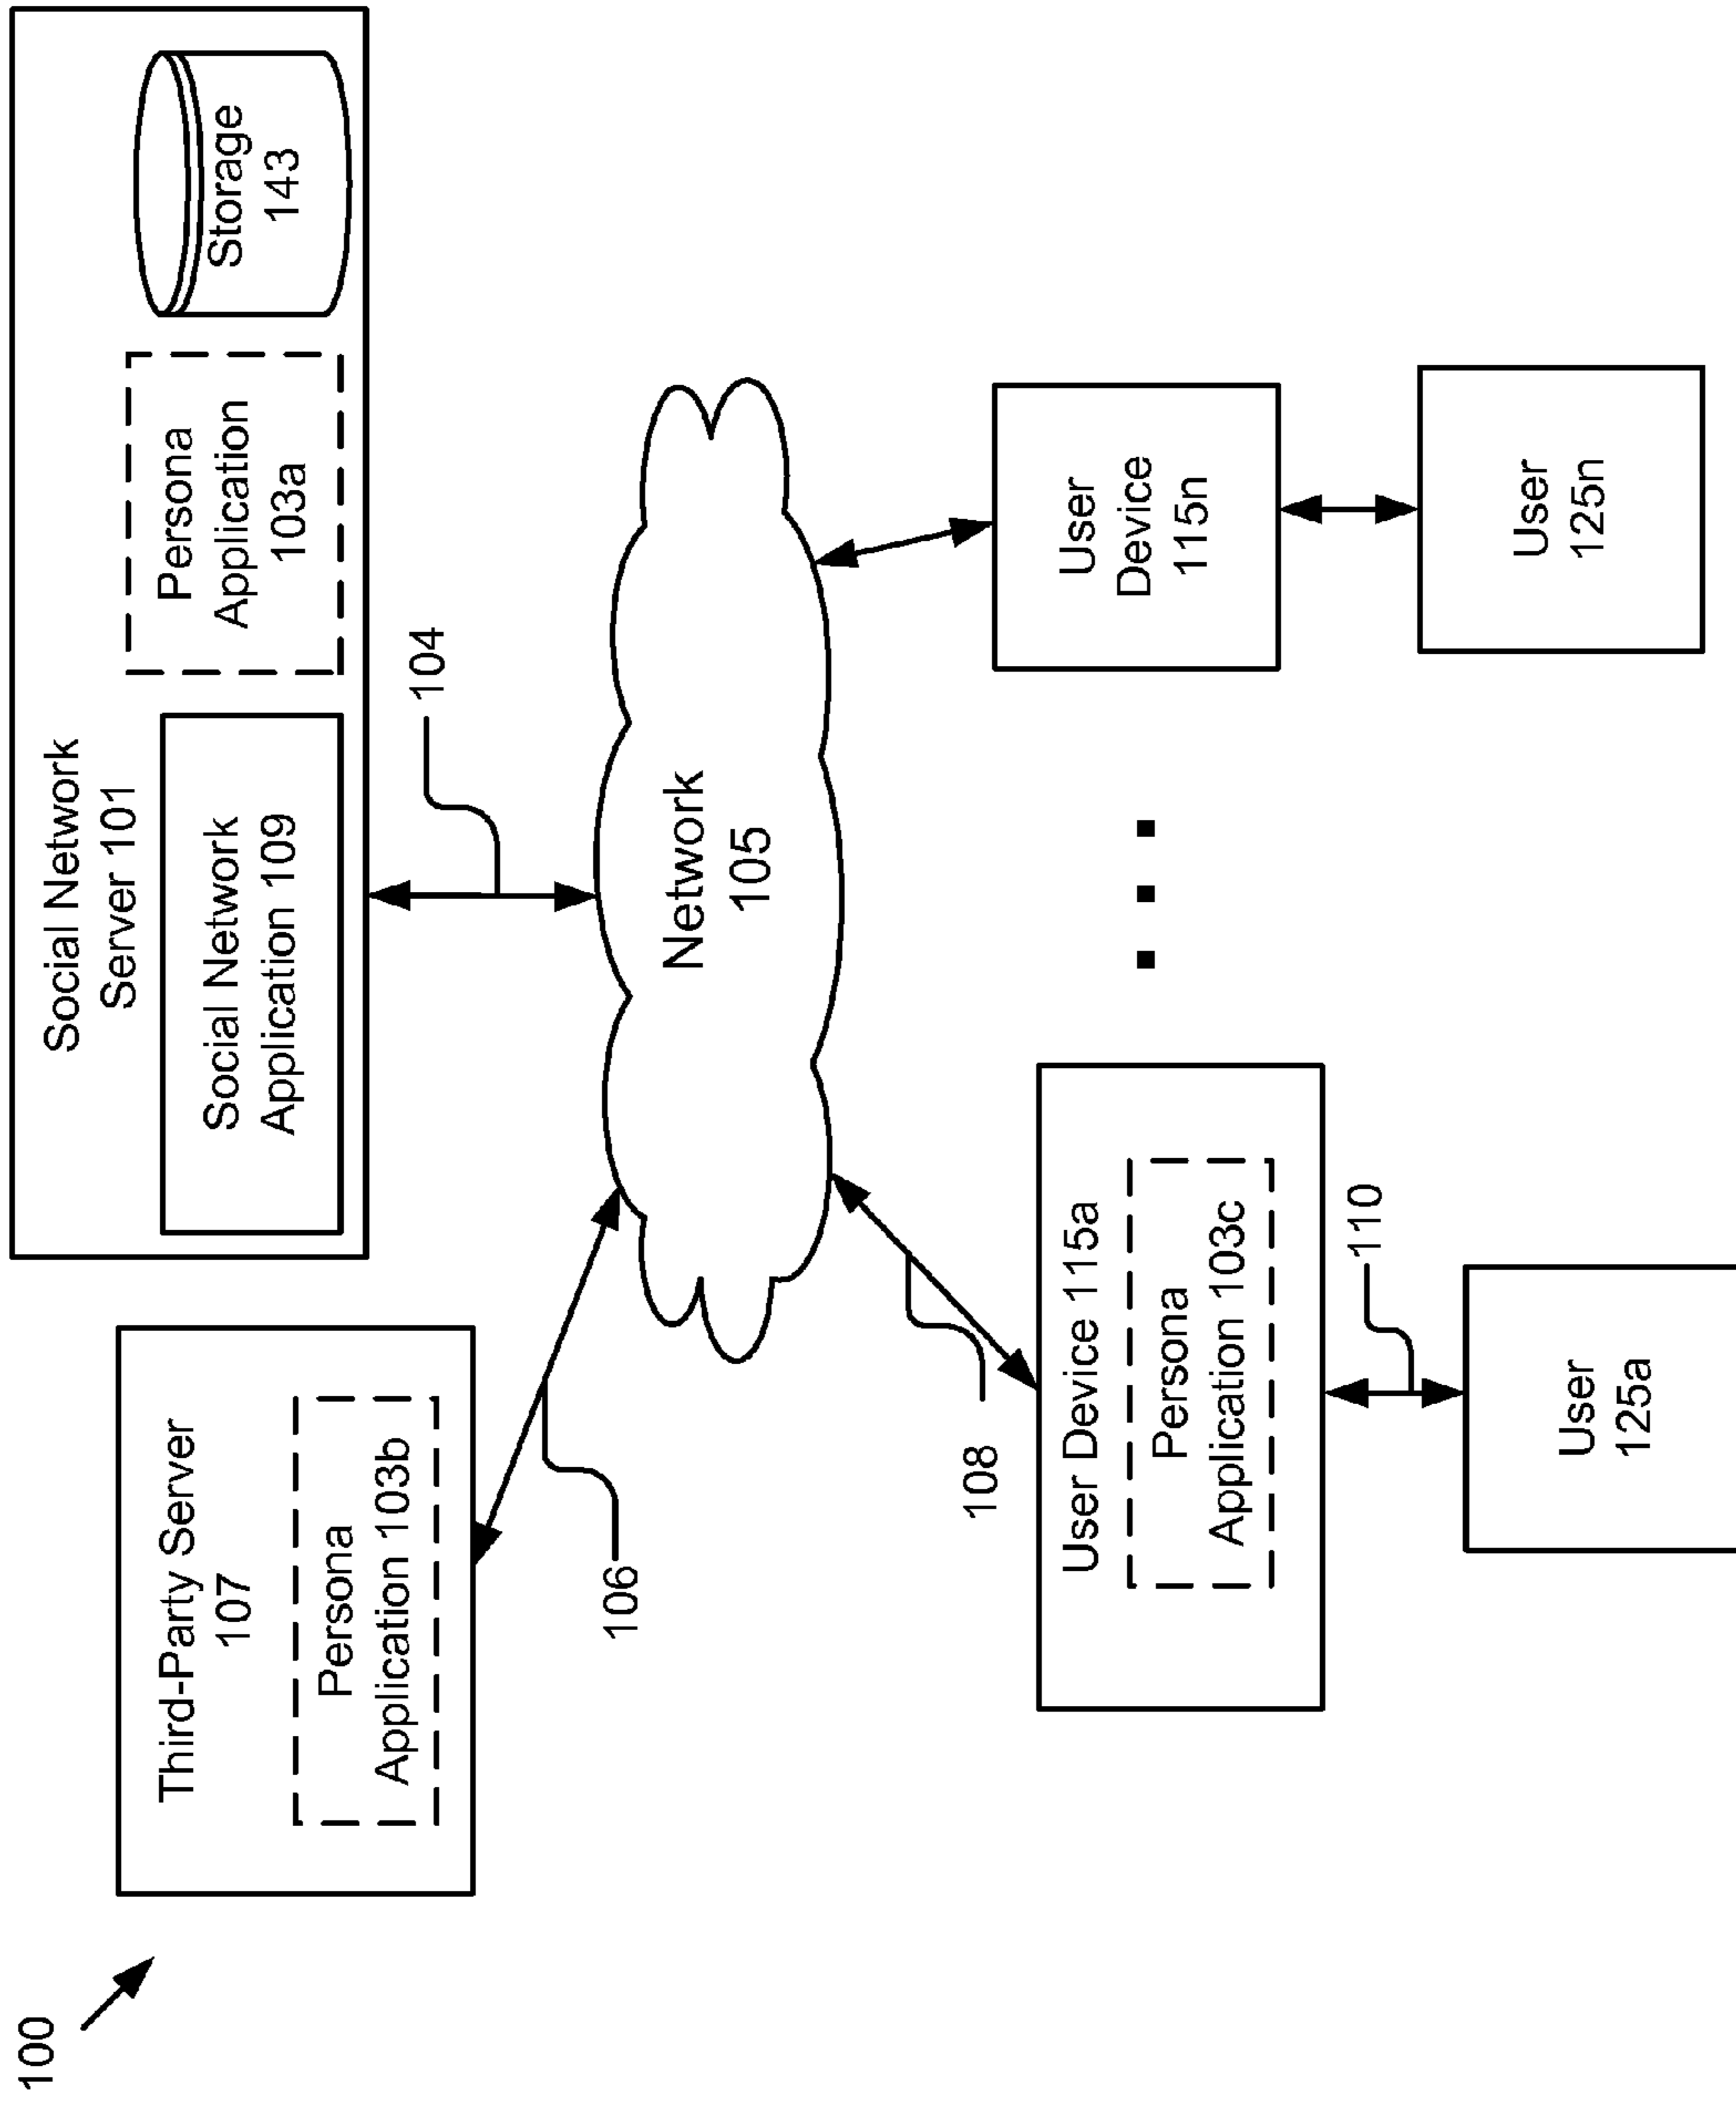 100
Third-Party Server
107
Persona
Application 103b
Social Network
Server 101
Social Network
Application 109
Persona
Application
103a
Storage
143
106
104
Network
105
108
User Device 115a
Persona
Application 103c
110
User
125a
User
Device
115n
User
125n